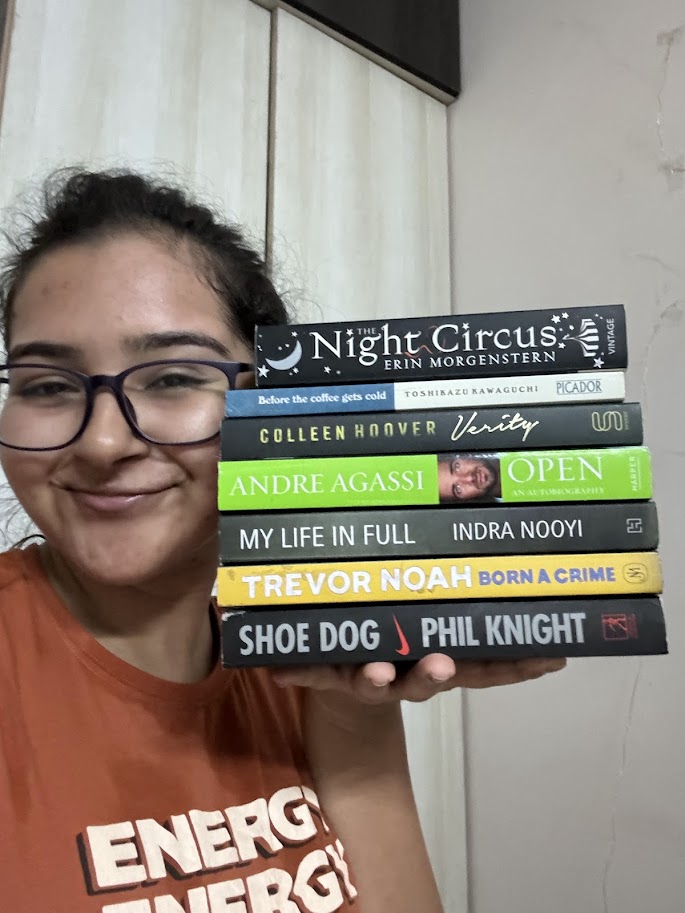 THE Night Circus
ERIN MORGENSTERN
VINTAGE
Before the coffee gets cold TOSHIKAZU KAWAGUCHI PICADOR
COLLEEN HOOVER Verity
ANDRE AGASSI OPEN
AN AUTOBIOGRAPHY
HARPER
MY LIFE IN FULL INDRA NOOYI
H
TREVOR NOAH BORN A CRIME
SHOE DOG PHIL KNIGHT
ENERGY
ENERGY